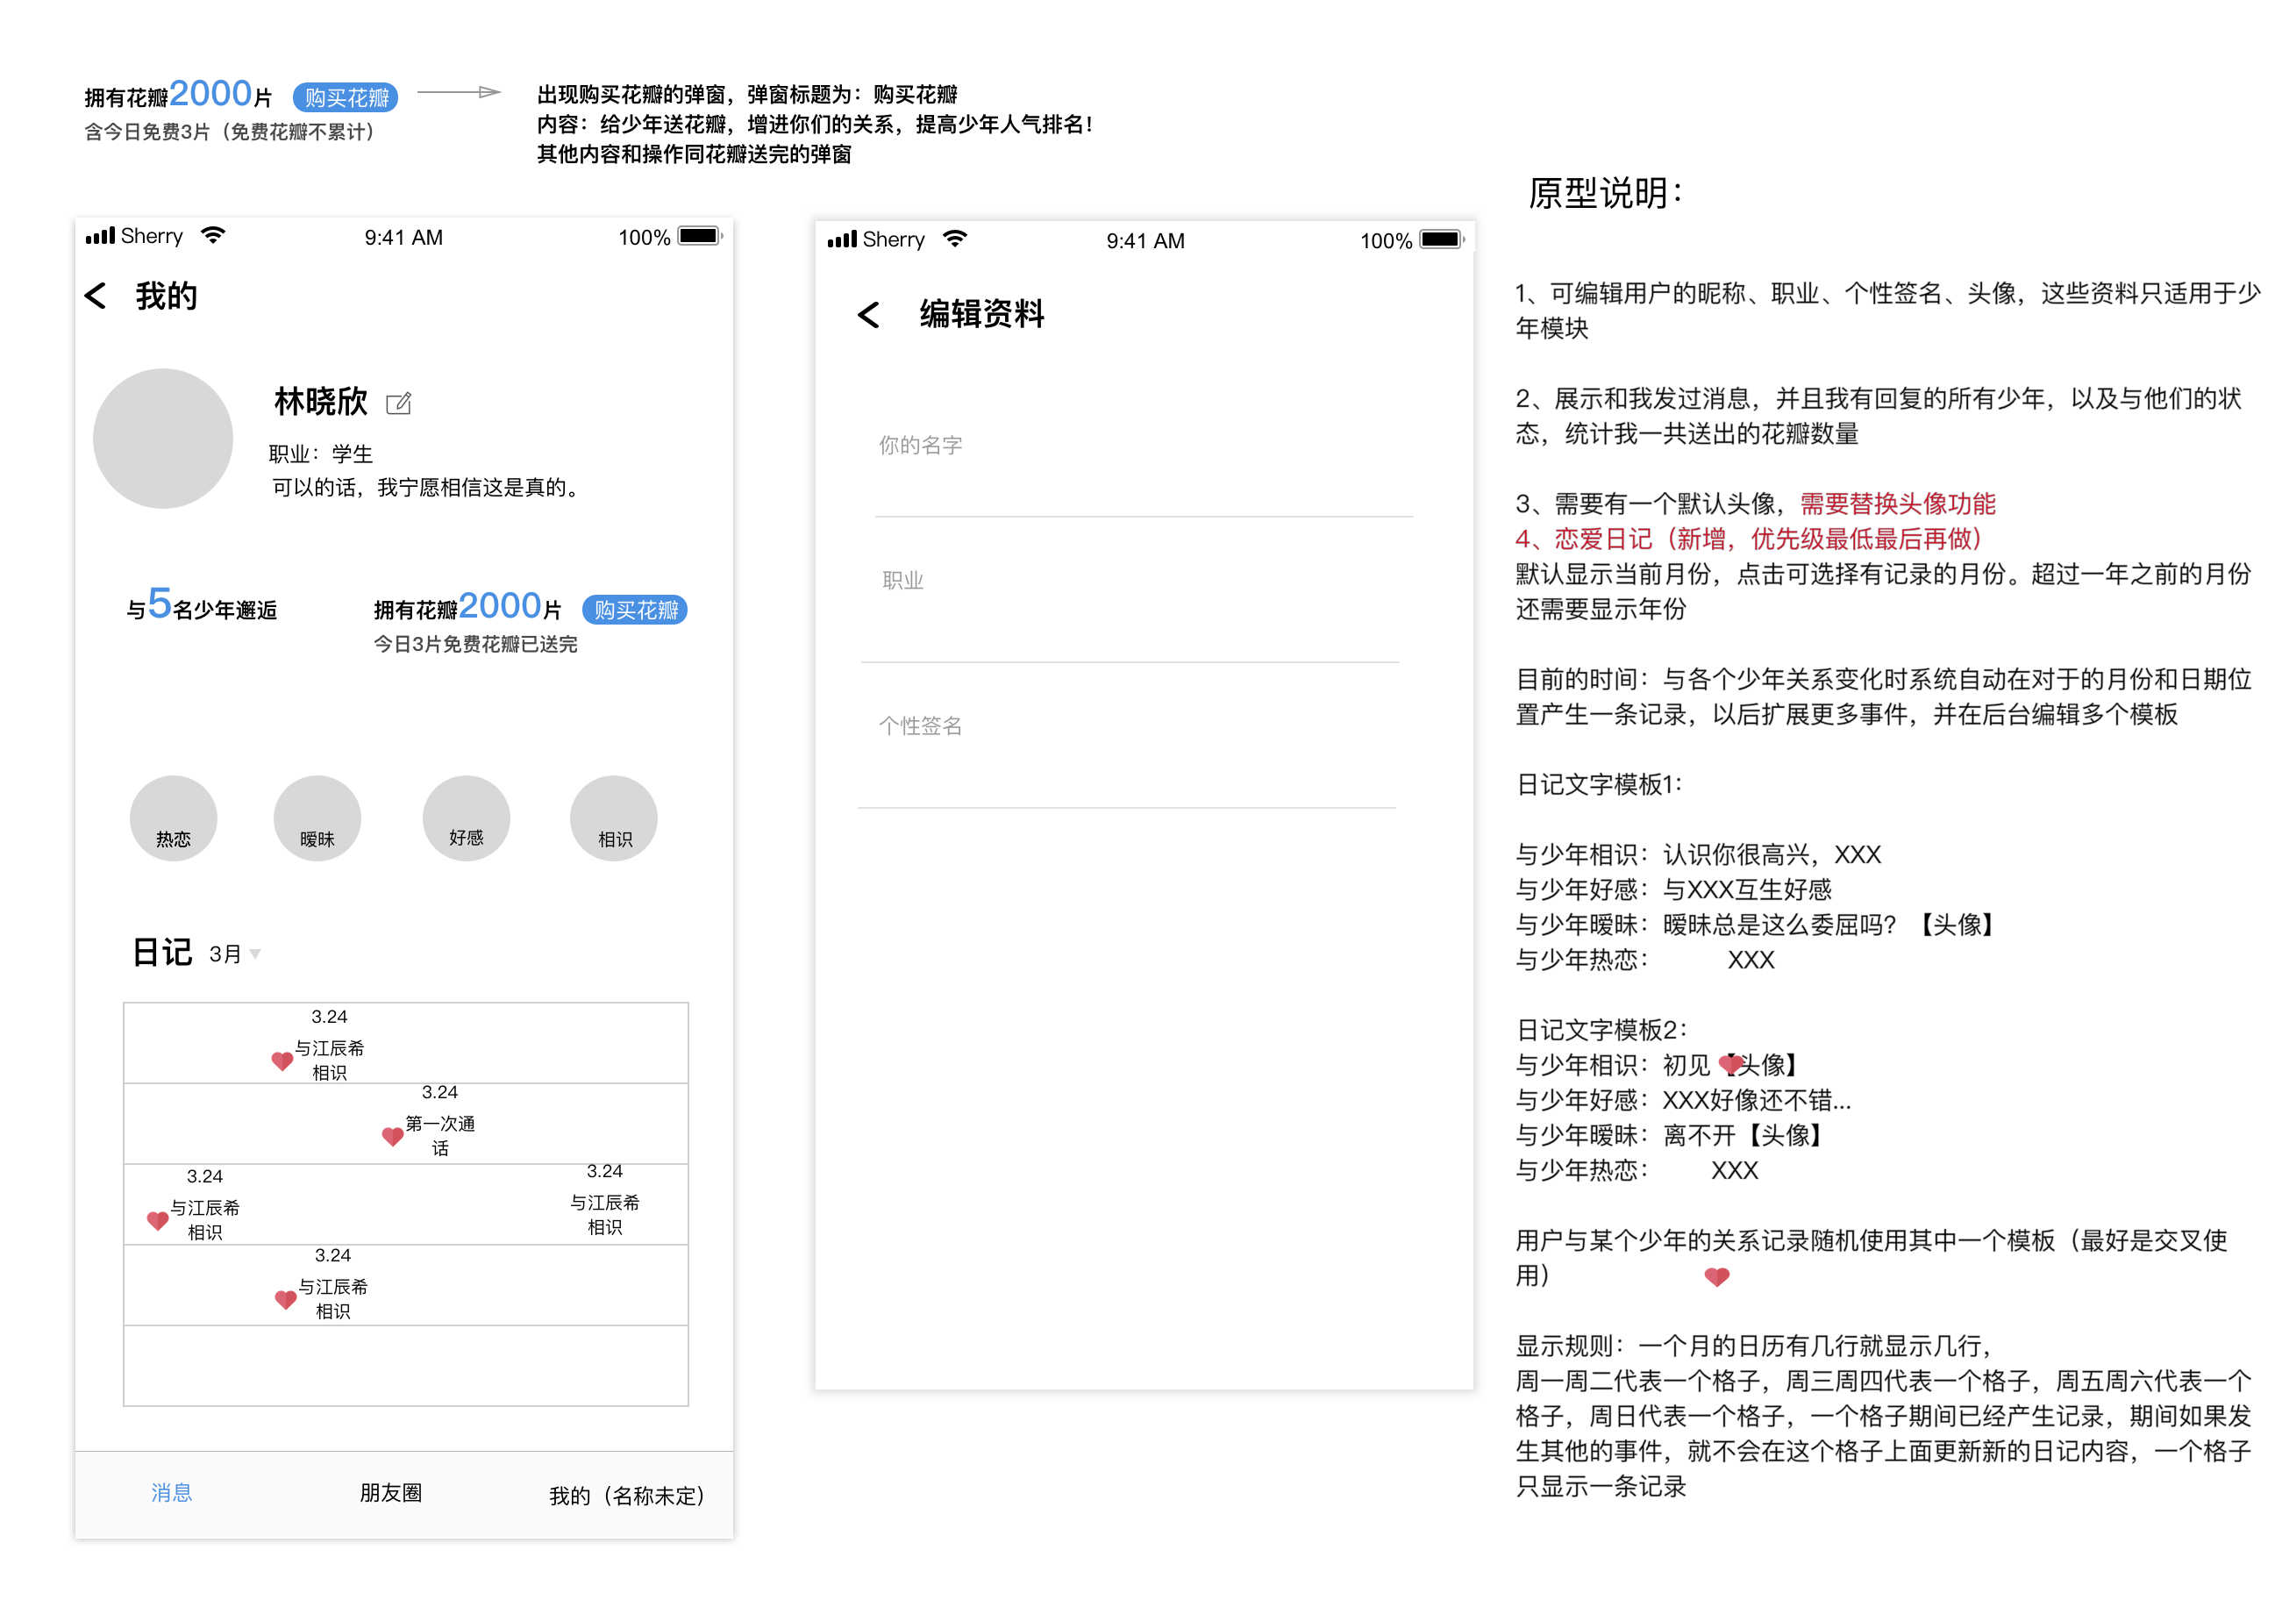 拥有花瓣2000片 购买花瓣
含今日免费3片（免费花瓣不累计）
出现购买花瓣的弹窗，弹窗标题为：购买花瓣
内容：给少年送花瓣，增进你们的关系，提高少年人气排名！
其他内容和操作同花瓣送完的弹窗
Sherry 9:41 AM 100%
我的
林晓欣
职业：学生
可以的话，我宁愿相信这是真的。
与5名少年邂逅
拥有花瓣2000片 购买花瓣
今日3片免费花瓣已送完
热恋 暧昧 好感 相识
日记 3月
3.24
与江辰希
相识
3.24
第一次通
话
3.24
与江辰希
相识
3.24
与江辰希
相识
3.24
与江辰希
相识
消息 朋友圈 我的（名称未定）
Sherry 9:41 AM 100%
编辑资料
你的名字
职业
个性签名
原型说明：
1、可编辑用户的昵称、职业、个性签名、头像，这些资料只适用于少
年模块
2、展示和我发过消息，并且我有回复的所有少年，以及与他们的状
态，统计我一共送出的花瓣数量
3、需要有一个默认头像，需要替换头像功能
4、恋爱日记（新增，优先级最低最后再做）
默认显示当前月份，点击可选择有记录的月份。超过一年之前的月份
还需要显示年份
目前的时间：与各个少年关系变化时系统自动在对于的月份和日期位
置产生一条记录，以后扩展更多事件，并在后台编辑多个模板
日记文字模板1：
与少年相识：认识你很高兴，XXX
与少年好感：与XXX互生好感
与少年暧昧：暧昧总是这么委屈吗？【头像】
与少年热恋： XXX
日记文字模板2：
与少年相识：初见【头像】
与少年好感：XXX好像还不错...
与少年暧昧：离不开【头像】
与少年热恋： XXX
用户与某个少年的关系记录随机使用其中一个模板（最好是交叉使
用）
显示规则：一个月的日历有几行就显示几行，
周一周二代表一个格子，周三周四代表一个格子，周五周六代表一个
格子，周日代表一个格子，一个格子期间已经产生记录，期间如果发
生其他的事件，就不会在这个格子上面更新新的日记内容，一个格子
只显示一条记录